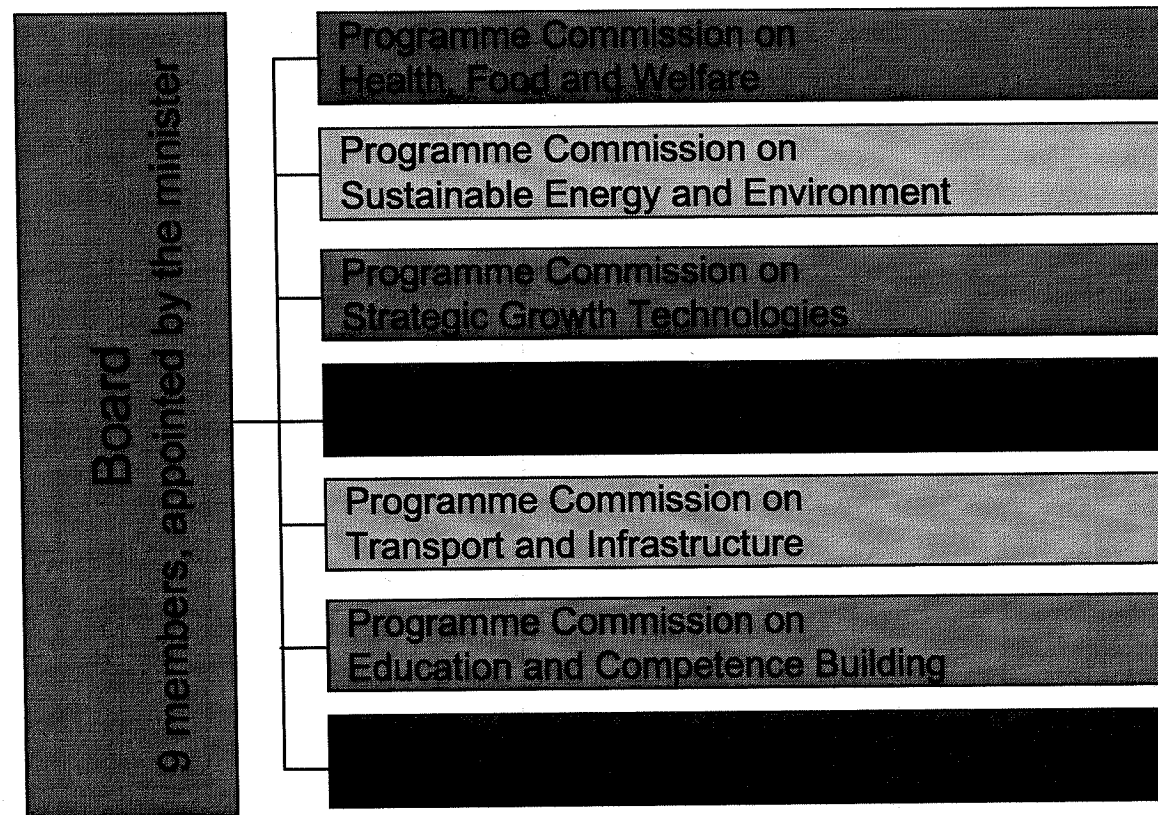 Board
9 members, appointed by the minister
Programme Commission on
Health, Food and Welfare
Programme Commission on
Sustainable Energy and Environment
Programme Commission on
Strategic Growth Technologies
Programme Commission on
Transport and Infrastructure
Programme Commission on
Education and Competence Building